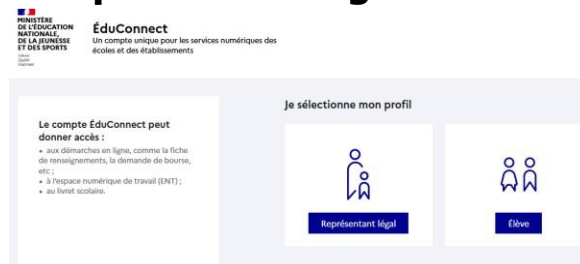 MINISTÈRE
DE L'ÉDUCATION
NATIONALE,
DE LA JEUNESSE
ET DES SPORTS
ÉduConnect
Un compte unique pour les services numériques des
écoles et des établissements
Je sélectionne mon profil
Le compte ÉduConnect peut
donner accès :
• aux démarches en ligne, comme la fiche
de renseignements, la demande de bourse,
etc ;
• à l'espace numérique de travail (ENT) ;
• au livret scolaire.
Représentant légal
Élève